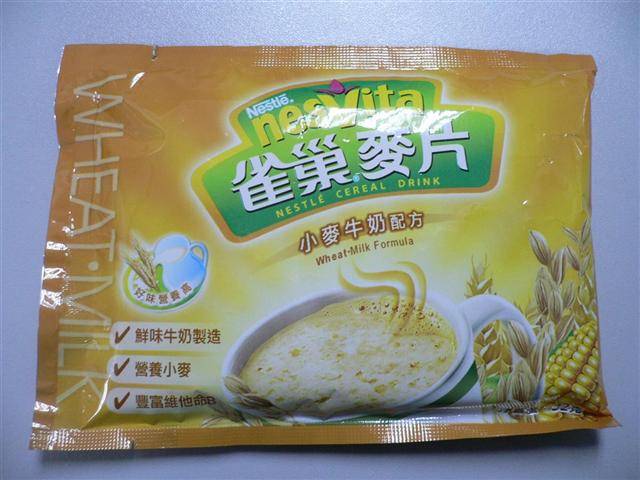 WHEAT·MILK
Nestlé®
nesVita
雀巢®麥片
NESTLÉ CEREAL DRINK
小麥牛奶配方
Wheat·Milk Formula
好味營養高
✓ 鮮味牛奶製造
✓ 營養小麥
✓ 豐富維他命B